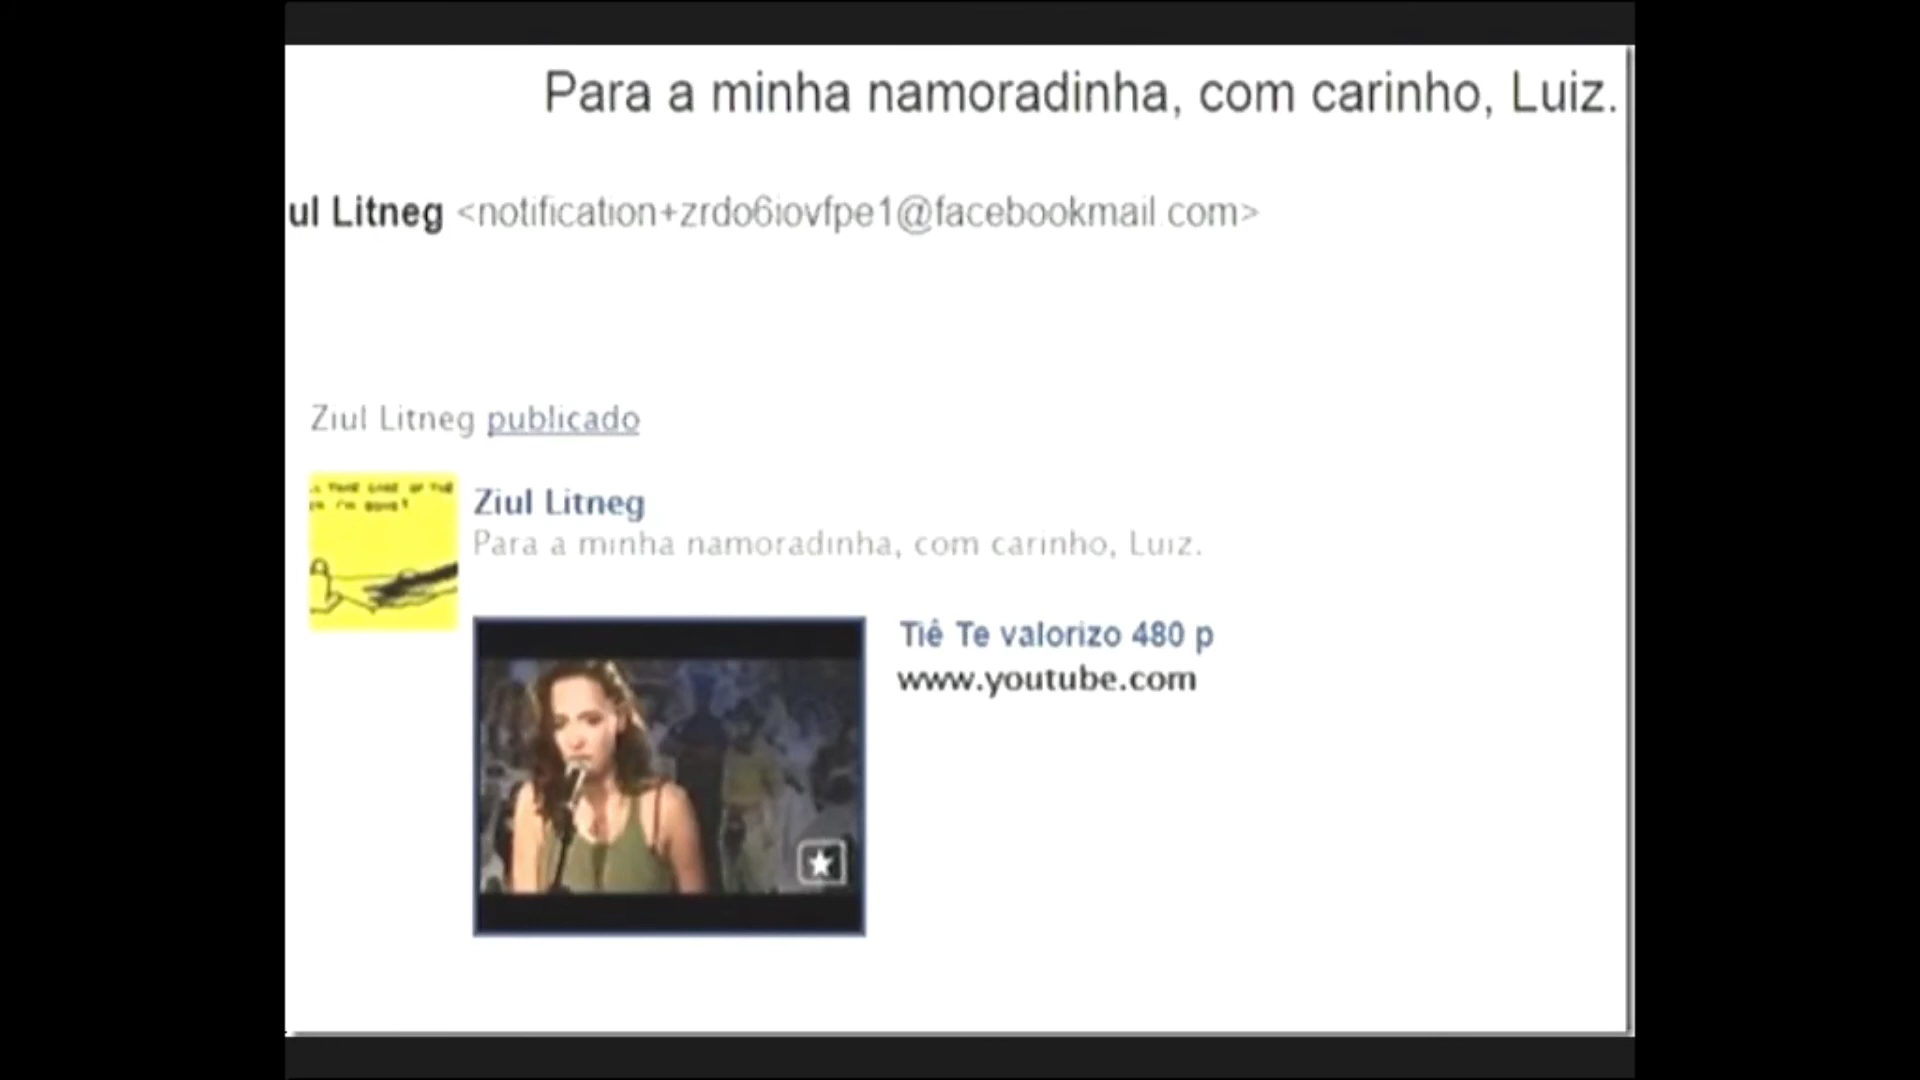 Para a minha namoradinha, com carinho, Luiz.
ul Litneg <notification+zrdo6iovfpe1@facebookmail.com>
Ziul Litneg publicado
Ziul Litneg
Para a minha namoradinha, com carinho, Luiz.
Tiê Te valorizo 480 p
www.youtube.com